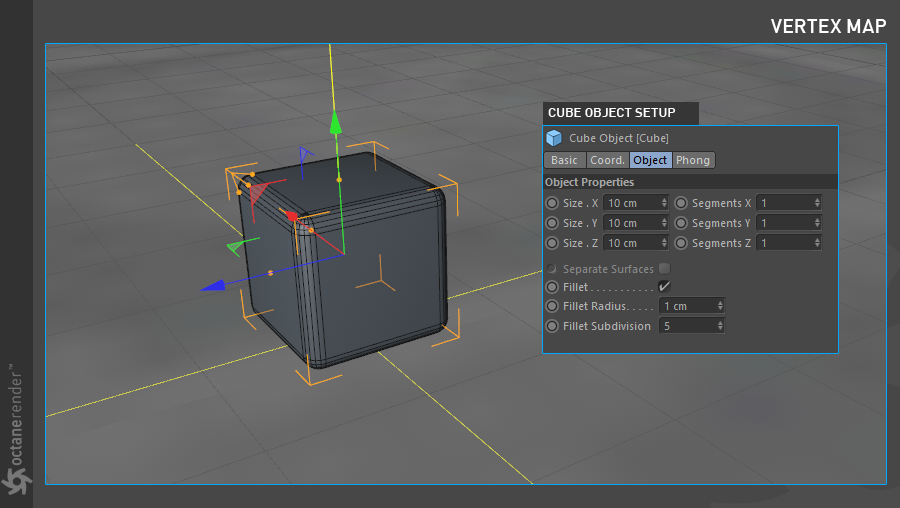 VERTEX MAP
CUBE OBJECT SETUP
Cube Object [Cube]
Basic Coord. Object Phong
Object Properties
Size . X 10 cm Segments X 1
Size . Y 10 cm Segments Y 1
Size . Z 10 cm Segments Z 1
Separate Surfaces
Fillet . . . . . . . . . . .
Fillet Radius. . . . . 1 cm
Fillet Subdivision 5
octanerender™